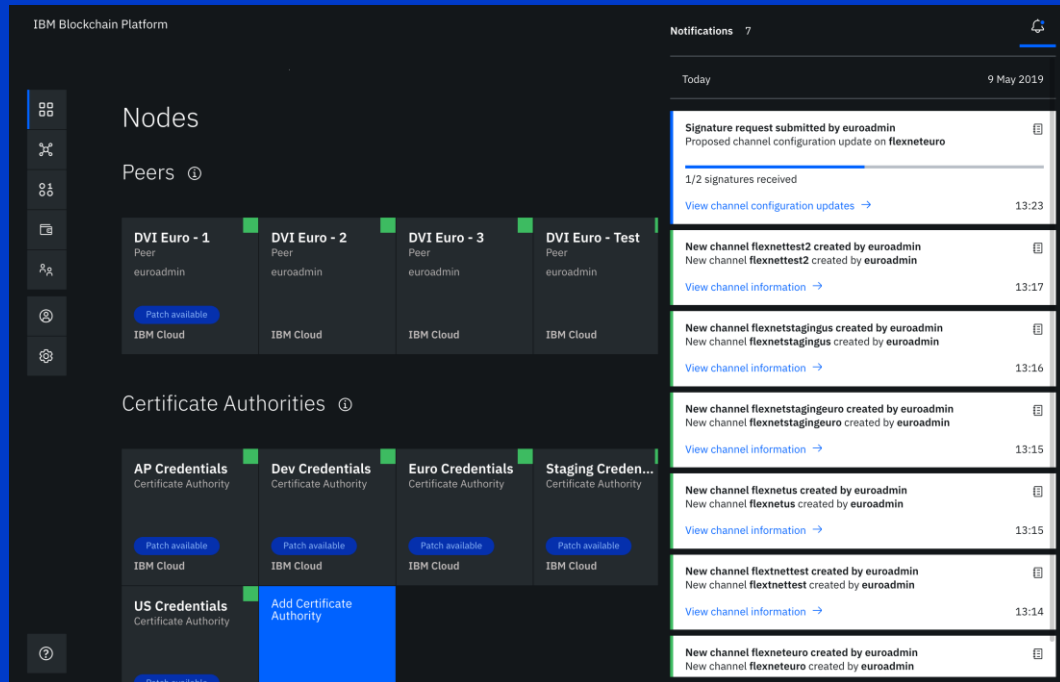 IBM Blockchain Platform
Nodes
Peers
DVI Euro - 1
Peer
euroadmin
Patch available
IBM Cloud
DVI Euro - 2
Peer
euroadmin
IBM Cloud
DVI Euro - 3
Peer
euroadmin
IBM Cloud
DVI Euro - Test
Peer
euroadmin
IBM Cloud
Certificate Authorities
AP Credentials
Certificate Authority
Patch available
IBM Cloud
Dev Credentials
Certificate Authority
Patch available
IBM Cloud
Euro Credentials
Certificate Authority
Patch available
IBM Cloud
Staging Creden...
Certificate Authority
Patch available
IBM Cloud
US Credentials
Certificate Authority
Patch available
Add Certificate
Authority
Notifications 7
Today 9 May 2019
Signature request submitted by euroadmin
Proposed channel configuration update on flexneteuro
1/2 signatures received
View channel configuration updates → 13:23
New channel flexnettest2 created by euroadmin
New channel flexnettest2 created by euroadmin
View channel information → 13:17
New channel flexnetstagingus created by euroadmin
New channel flexnetstagingus created by euroadmin
View channel information → 13:16
New channel flexnetstagingeuro created by euroadmin
New channel flexnetstagingeuro created by euroadmin
View channel information → 13:15
New channel flexnetus created by euroadmin
New channel flexnetus created by euroadmin
View channel information → 13:15
New channel flextnettest created by euroadmin
New channel flextnettest created by euroadmin
View channel information → 13:14
New channel flexneteuro created by euroadmin
New channel flexneteuro created by euroadmin